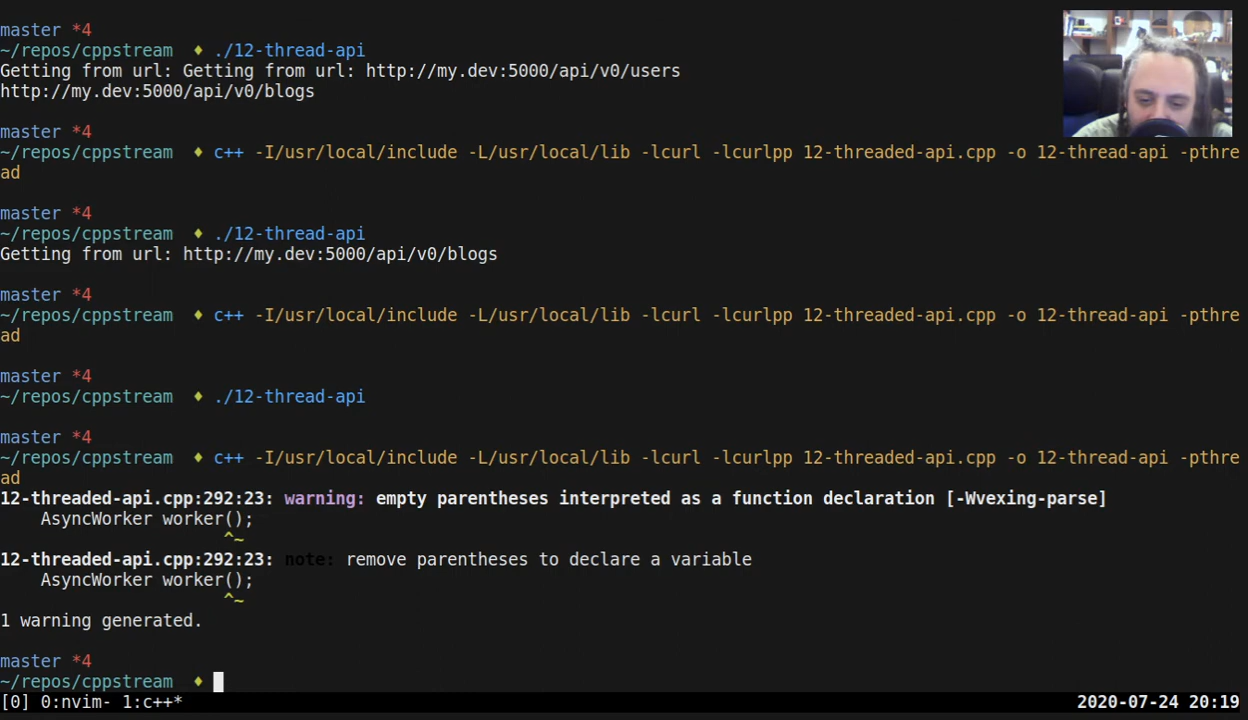 master *4
~/repos/cppstream ♦ ./12-thread-api
Getting from url: Getting from url: http://my.dev:5000/api/v0/users
http://my.dev:5000/api/v0/blogs
master *4
~/repos/cppstream ♦ c++ -I/usr/local/include -L/usr/local/lib -lcurl -lcurlpp 12-threaded-api.cpp -o 12-thread-api -pthre
ad
master *4
~/repos/cppstream ♦ ./12-thread-api
Getting from url: http://my.dev:5000/api/v0/blogs
master *4
~/repos/cppstream ♦ c++ -I/usr/local/include -L/usr/local/lib -lcurl -lcurlpp 12-threaded-api.cpp -o 12-thread-api -pthre
ad
master *4
~/repos/cppstream ♦ ./12-thread-api
master *4
~/repos/cppstream ♦ c++ -I/usr/local/include -L/usr/local/lib -lcurl -lcurlpp 12-threaded-api.cpp -o 12-thread-api -pthre
ad
12-threaded-api.cpp:292:23: warning: empty parentheses interpreted as a function declaration [-Wvexing-parse]
    AsyncWorker worker();
                      ^~
12-threaded-api.cpp:292:23: note: remove parentheses to declare a variable
    AsyncWorker worker();
                      ^~
1 warning generated.
master *4
~/repos/cppstream ♦
[0] 0:nvim- 1:c++* 2020-07-24 20:19